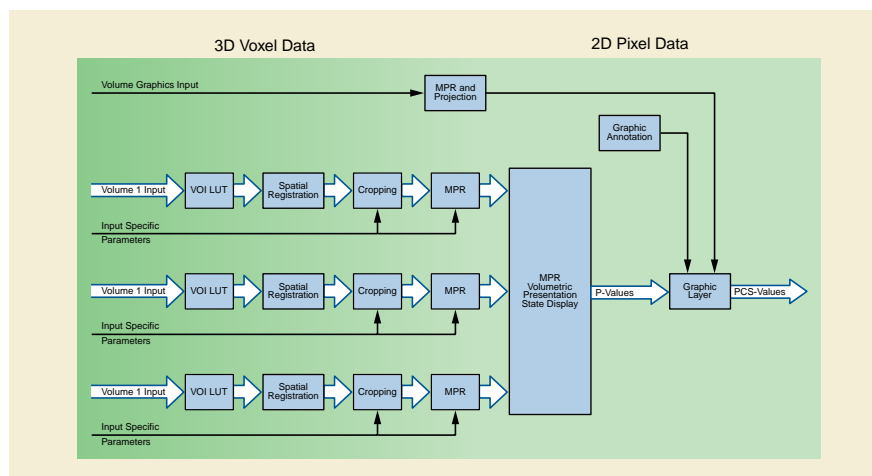 3D Voxel Data
2D Pixel Data
Volume Graphics Input
MPR and
Projection
Graphic
Annotation
Volume 1 Input
VOI LUT
Spatial
Registration
Cropping
MPR
Input Specific
Parameters
Volume 1 Input
VOI LUT
Spatial
Registration
Cropping
MPR
Input Specific
Parameters
Volume 1 Input
VOI LUT
Spatial
Registration
Cropping
MPR
Input Specific
Parameters
MPR
Volumetric
Presentation
State Display
P-Values
Graphic
Layer
PCS-Values